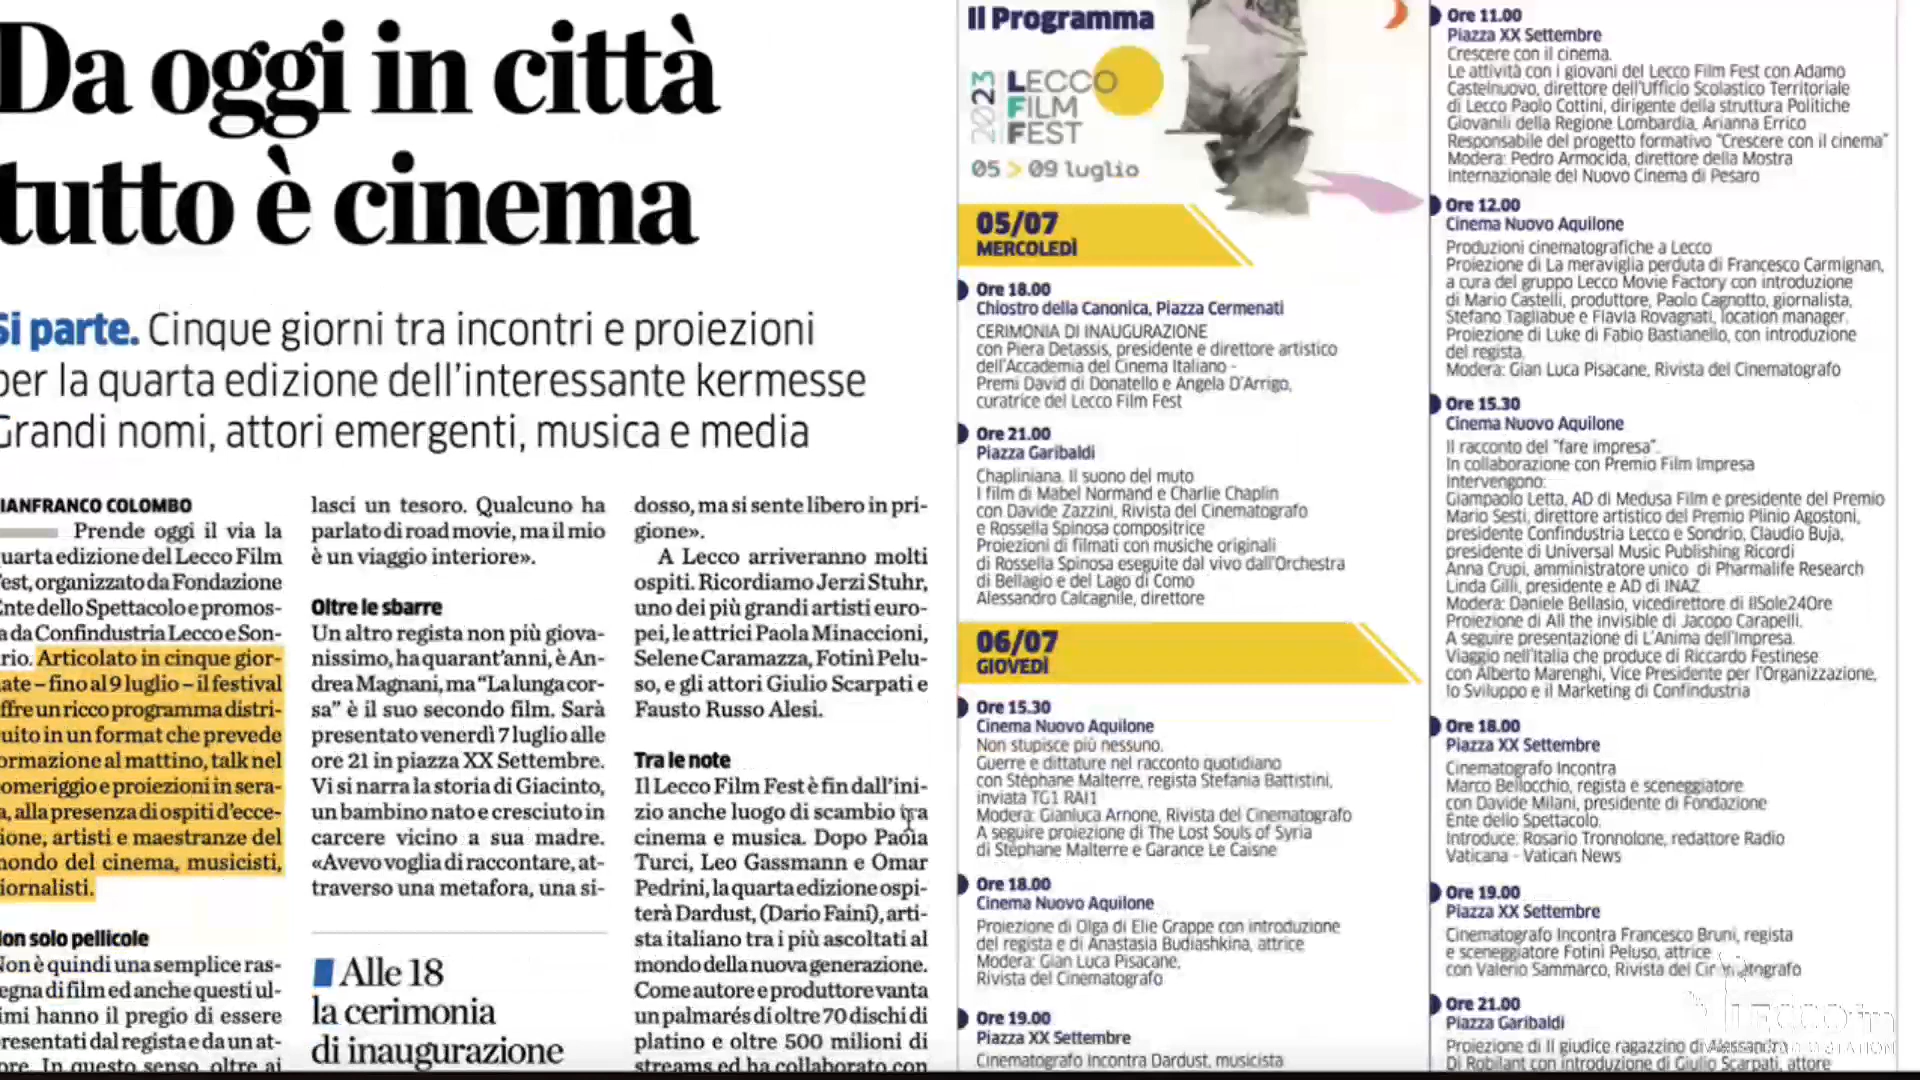 Da oggi in città
tutto è cinema
Si parte. Cinque giorni tra incontri e proiezioni
per la quarta edizione dell'interessante kermesse
Grandi nomi, attori emergenti, musica e media
IANFRANCO COLOMBO
Prende oggi il via la
uarta edizione del Lecco Film
est, organizzato da Fondazione
Ente dello Spettacolo e promos-
a da Confindustria Lecco e Son-
rio. Articolato in cinque gior-
ate – fino al 9 luglio – il festival
ffre un ricco programma distri-
uito in un format che prevede
ormazione al mattino, talk nel
omeriggio e proiezioni in sera-
a, alla presenza di ospiti d'ecce-
ione, artisti e maestranze del
ondo del cinema, musicisti,
iornalisti.
on solo pellicole
Non è quindi una semplice ras-
egna di film ed anche questi ul-
imi hanno il pregio di essere
resentati dal regista e da un at-
ore. In questo senso, oltre ai
lasci un tesoro. Qualcuno ha
parlato di road movie, ma il mio
è un viaggio interiore».
Oltre le sbarre
Un altro regista non più giova-
nissimo, ha quarant'anni, è An-
drea Magnani, ma "La lunga cor-
sa" è il suo secondo film. Sarà
presentato venerdì 7 luglio alle
ore 21 in piazza XX Settembre.
Vi si narra la storia di Giacinto,
un bambino nato e cresciuto in
carcere vicino a sua madre.
«Avevo voglia di raccontare, at-
traverso una metafora, una si-
Alle 18
la cerimonia
di inaugurazione
dosso, ma si sente libero in pri-
gione».
A Lecco arriveranno molti
ospiti. Ricordiamo Jerzi Stuhr,
uno dei più grandi artisti euro-
pei, le attrici Paola Minaccioni,
Selene Caramazza, Fotinì Pelu-
so, e gli attori Giulio Scarpati e
Fausto Russo Alesi.
Tra le note
Il Lecco Film Fest è fin dall'ini-
zio anche luogo di scambio tra
cinema e musica. Dopo Paola
Turci, Leo Gassmann e Omar
Pedrini, la quarta edizione ospi-
terà Dardust, (Dario Faini), arti-
sta italiano tra i più ascoltati al
mondo della nuova generazione.
Come autore e produttore vanta
un palmarés di oltre 70 dischi di
platino e oltre 500 milioni di
streams ed ha collaborato con
Il Programma
2023
LECCO
FILM
FEST
05 > 09 luglio
05/07
MERCOLEDÌ
Ore 18.00
Chiostro della Canonica, Piazza Cermenati
CERIMONIA DI INAUGURAZIONE
con Piera Detassis, presidente e direttore artistico
dell'Accademia del Cinema Italiano -
Premi David di Donatello e Angela D'Arrigo,
curatrice del Lecco Film Fest
Ore 21.00
Piazza Garibaldi
Chapliniana. Il suono del muto
I film di Mabel Normand e Charlie Chaplin
con Davide Zazzini, Rivista del Cinematografo
e Rossella Spinosa compositrice
Proiezioni di filmati con musiche originali
di Rossella Spinosa eseguite dal vivo dall'Orchestra
di Bellagio e del Lago di Como
Alessandro Calcagnile, direttore
06/07
GIOVEDÌ
Ore 15.30
Cinema Nuovo Aquilone
Non stupisce più nessuno.
Guerre e dittature nel racconto quotidiano
con Stéphane Malterre, regista Stefania Battistini,
inviata TG1 RAI1
Modera: Gianluca Arnone, Rivista del Cinematografo
A seguire proiezione di The Lost Souls of Syria
di Stéphane Malterre e Garance Le Caisne
Ore 18.00
Cinema Nuovo Aquilone
Proiezione di Olga di Elie Grappe con introduzione
del regista e di Anastasia Budiashkina, attrice
Modera: Gian Luca Pisacane,
Rivista del Cinematografo
Ore 19.00
Piazza XX Settembre
Cinematografo Incontra Dardust, musicista
Ore 11.00
Piazza XX Settembre
Crescere con il cinema.
Le attività con i giovani del Lecco Film Fest con Adamo
Castelnuovo, direttore dell'Ufficio Scolastico Territoriale
di Lecco Paolo Cottini, dirigente della struttura Politiche
Giovanili della Regione Lombardia, Arianna Errico
Responsabile del progetto formativo "Crescere con il cinema"
Modera: Pedro Armocida, direttore della Mostra
Internazionale del Nuovo Cinema di Pesaro
Ore 12.00
Cinema Nuovo Aquilone
Produzioni cinematografiche a Lecco
Proiezione di La meraviglia perduta di Francesco Carmignan,
a cura del gruppo Lecco Movie Factory con introduzione
di Mario Castelli, produttore, Paolo Cagnotto, giornalista,
Stefano Tagliabue e Flavia Rovagnati, location manager.
Proiezione di Luke di Fabio Bastianello, con introduzione
del regista.
Modera: Gian Luca Pisacane, Rivista del Cinematografo
Ore 15.30
Cinema Nuovo Aquilone
Il racconto del "fare impresa".
In collaborazione con Premio Film Impresa
Intervengono:
Giampaolo Letta, AD di Medusa Film e presidente del Premio
Mario Sesti, direttore artistico del Premio Plinio Agostoni,
presidente Confindustria Lecco e Sondrio, Claudio Buja,
presidente di Universal Music Publishing Ricordi
Anna Crupi, amministratore unico di Pharmalife Research
Linda Gilli, presidente e AD di INAZ
Modera: Daniele Bellasio, vicedirettore di IlSole24Ore
Proiezione di All the invisible di Jacopo Carapelli.
A seguire presentazione di L'Anima dell'Impresa.
Viaggio nell'Italia che produce di Riccardo Festinese
con Alberto Marenghi, Vice Presidente per l'Organizzazione,
lo Sviluppo e il Marketing di Confindustria
Ore 18.00
Piazza XX Settembre
Cinematografo Incontra
Marco Bellocchio, regista e sceneggiatore
con Davide Milani, presidente di Fondazione
Ente dello Spettacolo.
Introduce: Rosario Tronnolone, redattore Radio
Vaticana - Vatican News
Ore 19.00
Piazza XX Settembre
Cinematografo Incontra Francesco Bruni, regista
e sceneggiatore Fotinì Peluso, attrice
con Valerio Sammarco, Rivista del Cinematografo
Ore 21.00
Piazza Garibaldi
Proiezione di Il giudice ragazzino di Alessandro
Di Robilant con introduzione di Giulio Scarpati, attore
LECCOfm